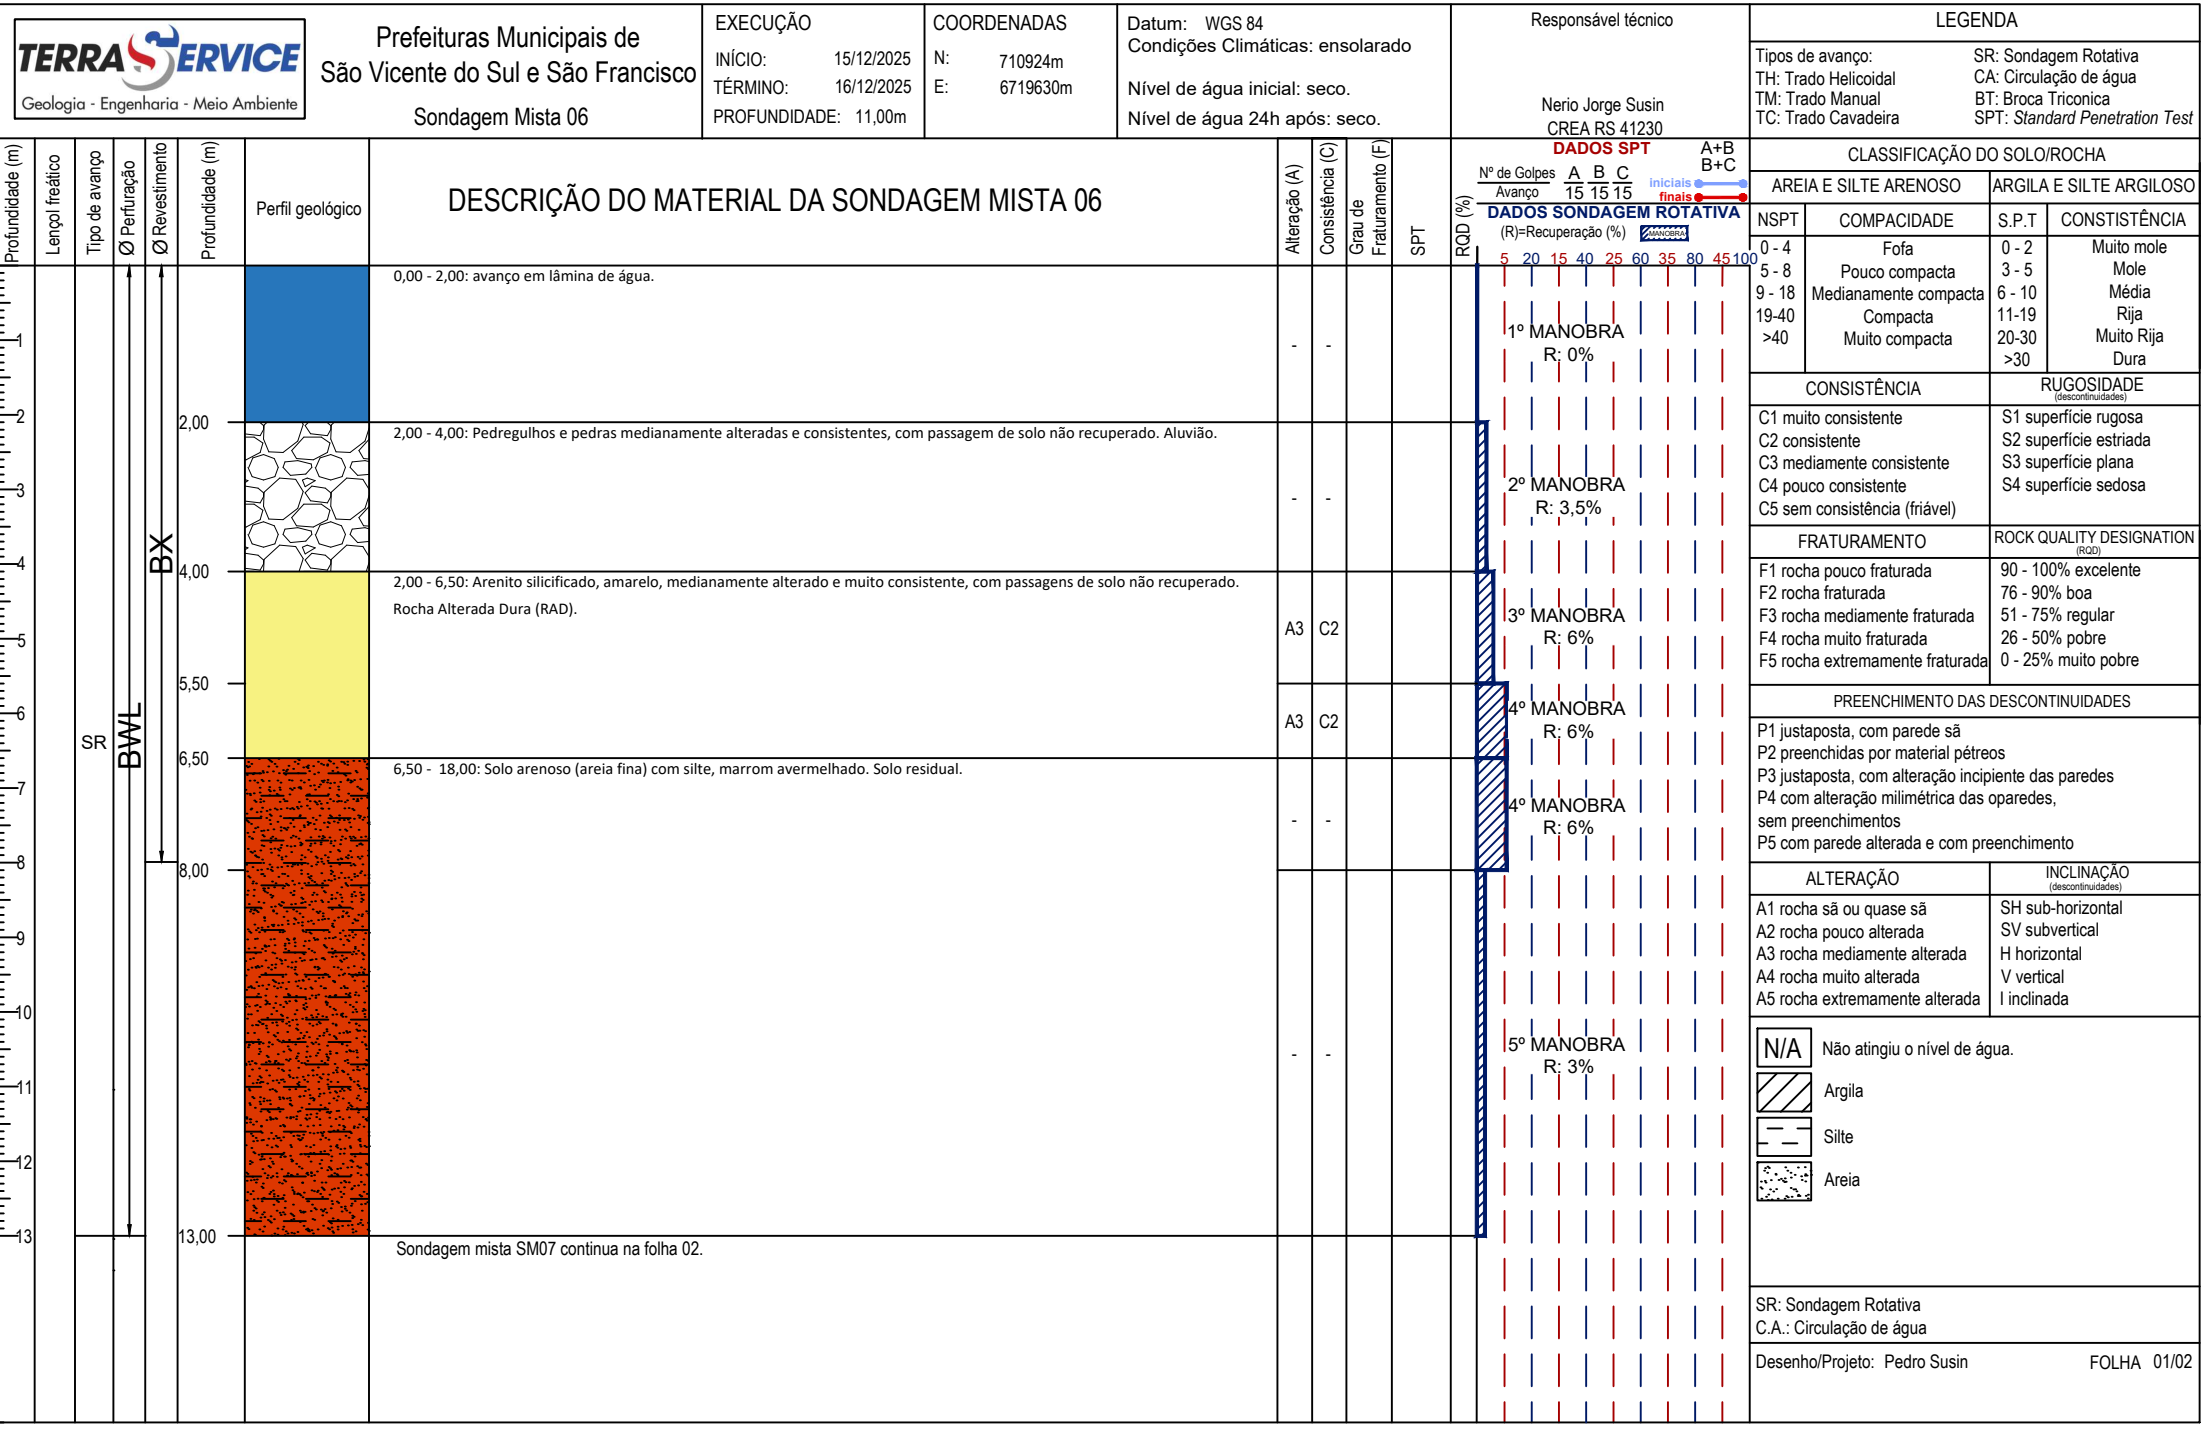 TERRA SERVICE
Geologia - Engenharia - Meio Ambiente
Prefeituras Municipais de
São Vicente do Sul e São Francisco
Sondagem Mista 06
EXECUÇÃO
INÍCIO: 15/12/2025
TÉRMINO: 16/12/2025
PROFUNDIDADE: 11,00m
COORDENADAS
N: 710924m
E: 6719630m
Datum: WGS 84
Condições Climáticas: ensolarado
Nível de água inicial: seco.
Nível de água 24h após: seco.
Responsável técnico
Nerio Jorge Susin
CREA RS 41230
LEGENDA
Tipos de avanço: SR: Sondagem Rotativa
TH: Trado Helicoidal CA: Circulação de água
TM: Trado Manual BT: Broca Triconica
TC: Trado Cavadeira SPT: Standard Penetration Test
Profundidade (m)
Lençol freático
Tipo de avanço
Ø Perfuração
Ø Revestimento
Profundidade (m)
Perfil geológico
DESCRIÇÃO DO MATERIAL DA SONDAGEM MISTA 06
Alteração (A)
Consistência (C)
Grau de
Fraturamento (F)
SPT
RQD (%)
DADOS SPT
A+B
B+C
Nº de Golpes A B C
Avanço 15 15 15
iniciais
finais
DADOS SONDAGEM ROTATIVA
(R)=Recuperação (%) MANOBRA
5 20 15 40 25 60 35 80 45 100
0,00 - 2,00: avanço em lâmina de água.
1
- -
1º MANOBRA
R: 0%
2
2,00
2,00 - 4,00: Pedregulhos e pedras medianamente alteradas e consistentes, com passagem de solo não recuperado. Aluvião.
3
- -
2º MANOBRA
R: 3,5%
BX
4
4,00
2,00 - 6,50: Arenito silicificado, amarelo, medianamente alterado e muito consistente, com passagens de solo não recuperado.
Rocha Alterada Dura (RAD).
5
A3 C2
3º MANOBRA
R: 6%
5,50
6
SR
BWL
A3 C2
4º MANOBRA
R: 6%
6,50
6,50 - 18,00: Solo arenoso (areia fina) com silte, marrom avermelhado. Solo residual.
7
- -
4º MANOBRA
R: 6%
8
8,00
9
10
- -
5º MANOBRA
R: 3%
11
12
13
13,00
Sondagem mista SM07 continua na folha 02.
CLASSIFICAÇÃO DO SOLO/ROCHA
AREIA E SILTE ARENOSO ARGILA E SILTE ARGILOSO
NSPT COMPACIDADE S.P.T CONSTISTÊNCIA
0 - 4 Fofa 0 - 2 Muito mole
5 - 8 Pouco compacta 3 - 5 Mole
9 - 18 Medianamente compacta 6 - 10 Média
19-40 Compacta 11-19 Rija
>40 Muito compacta 20-30 Muito Rija
>30 Dura
CONSISTÊNCIA
C1 muito consistente
C2 consistente
C3 mediamente consistente
C4 pouco consistente
C5 sem consistência (friável)
RUGOSIDADE
(descontinuidades)
S1 superfície rugosa
S2 superfície estriada
S3 superfície plana
S4 superfície sedosa
FRATURAMENTO
F1 rocha pouco fraturada
F2 rocha fraturada
F3 rocha mediamente fraturada
F4 rocha muito fraturada
F5 rocha extremamente fraturada
ROCK QUALITY DESIGNATION
(RQD)
90 - 100% excelente
76 - 90% boa
51 - 75% regular
26 - 50% pobre
0 - 25% muito pobre
PREENCHIMENTO DAS DESCONTINUIDADES
P1 justaposta, com parede sã
P2 preenchidas por material pétreos
P3 justaposta, com alteração incipiente das paredes
P4 com alteração milimétrica das oparedes,
sem preenchimentos
P5 com parede alterada e com preenchimento
ALTERAÇÃO
A1 rocha sã ou quase sã
A2 rocha pouco alterada
A3 rocha mediamente alterada
A4 rocha muito alterada
A5 rocha extremamente alterada
INCLINAÇÃO
(descontinuidades)
SH sub-horizontal
SV subvertical
H horizontal
V vertical
I inclinada
N/A Não atingiu o nível de água.
Argila
Silte
Areia
SR: Sondagem Rotativa
C.A.: Circulação de água
Desenho/Projeto: Pedro Susin FOLHA 01/02